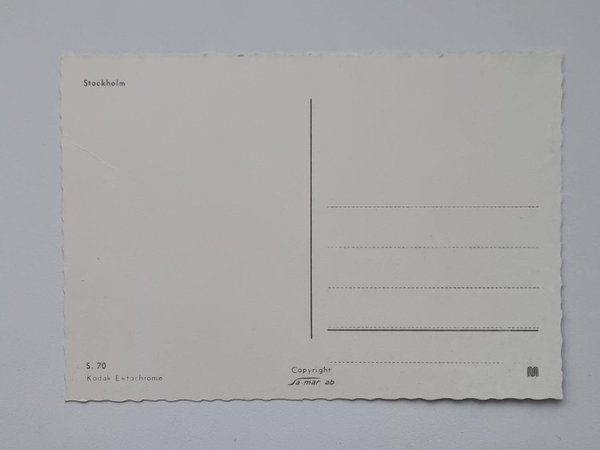 Stockholm
S. 70
Kodak Ektachrome
Copyright
Sa-mar ab
M